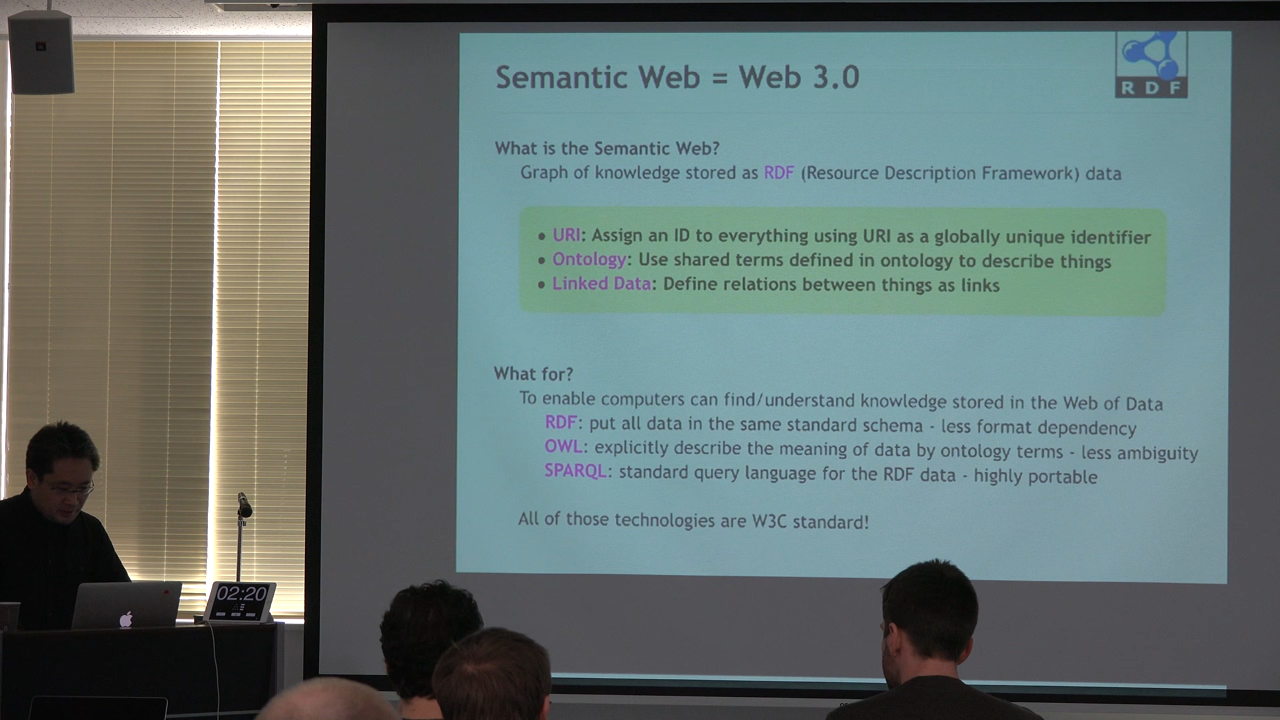 Semantic Web = Web 3.0
RDF
What is the Semantic Web?
Graph of knowledge stored as RDF (Resource Description Framework) data
• URI: Assign an ID to everything using URI as a globally unique identifier
• Ontology: Use shared terms defined in ontology to describe things
• Linked Data: Define relations between things as links
What for?
To enable computers can find/understand knowledge stored in the Web of Data
RDF: put all data in the same standard schema - less format dependency
OWL: explicitly describe the meaning of data by ontology terms - less ambiguity
SPARQL: standard query language for the RDF data - highly portable
All of those technologies are W3C standard!
02:20